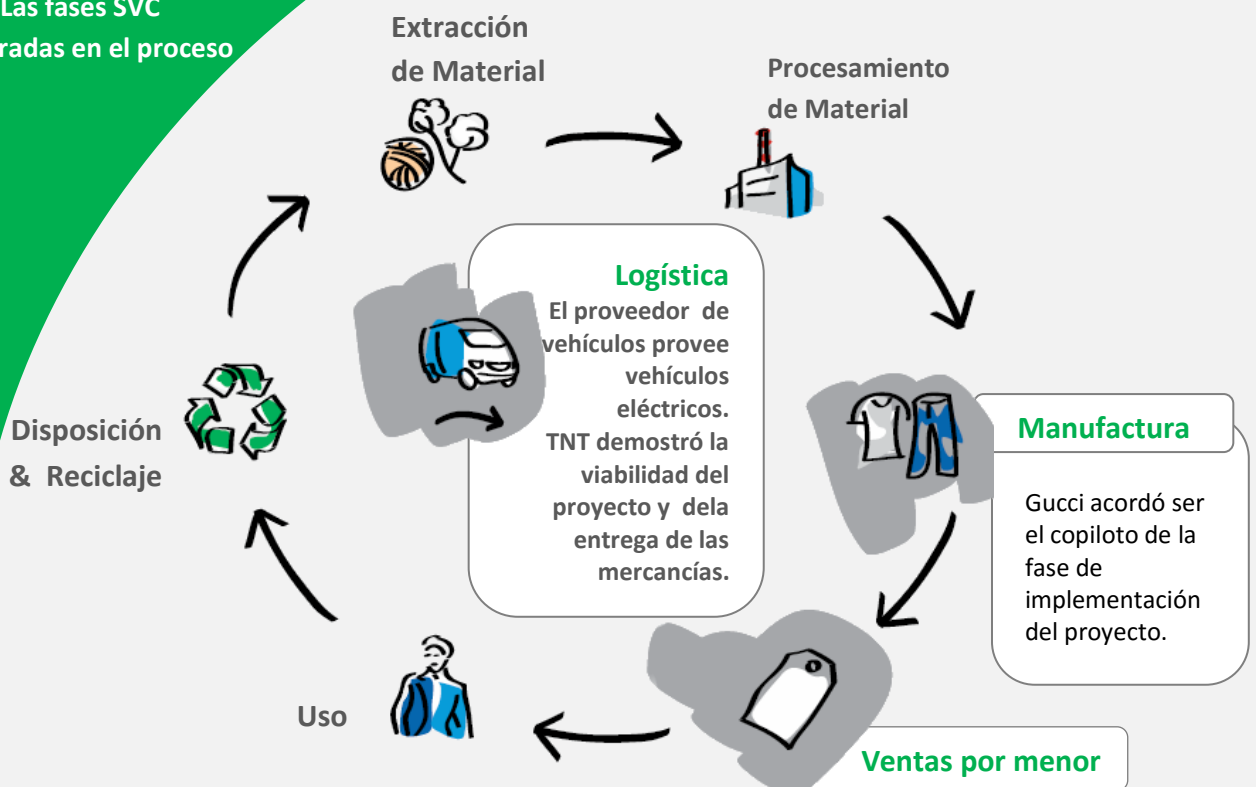 Las fases SVC
radas en el proceso
Extracción
de Material
Procesamiento
de Material
Logística
El proveedor de
vehículos provee
vehículos
eléctricos.
TNT demostró la
viabilidad del
proyecto y dela
entrega de las
mercancías.
Manufactura
Gucci acordó ser
el copiloto de la
fase de
implementación
del proyecto.
Disposición
& Reciclaje
Uso
Ventas por menor